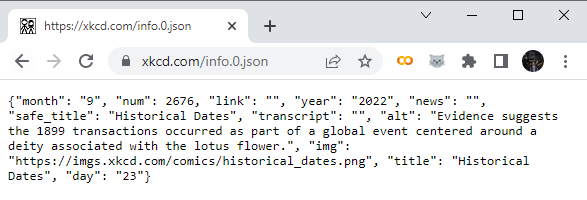 https://xkcd.com/info.0.json
xkcd.com/info.0.json
{"month": "9", "num": 2676, "link": "", "year": "2022", "news": "",
"safe_title": "Historical Dates", "transcript": "", "alt": "Evidence suggests
the 1899 transactions occurred as part of a global event centered around a
deity associated with the lotus flower.", "img":
"https://imgs.xkcd.com/comics/historical_dates.png", "title": "Historical
Dates", "day": "23"}